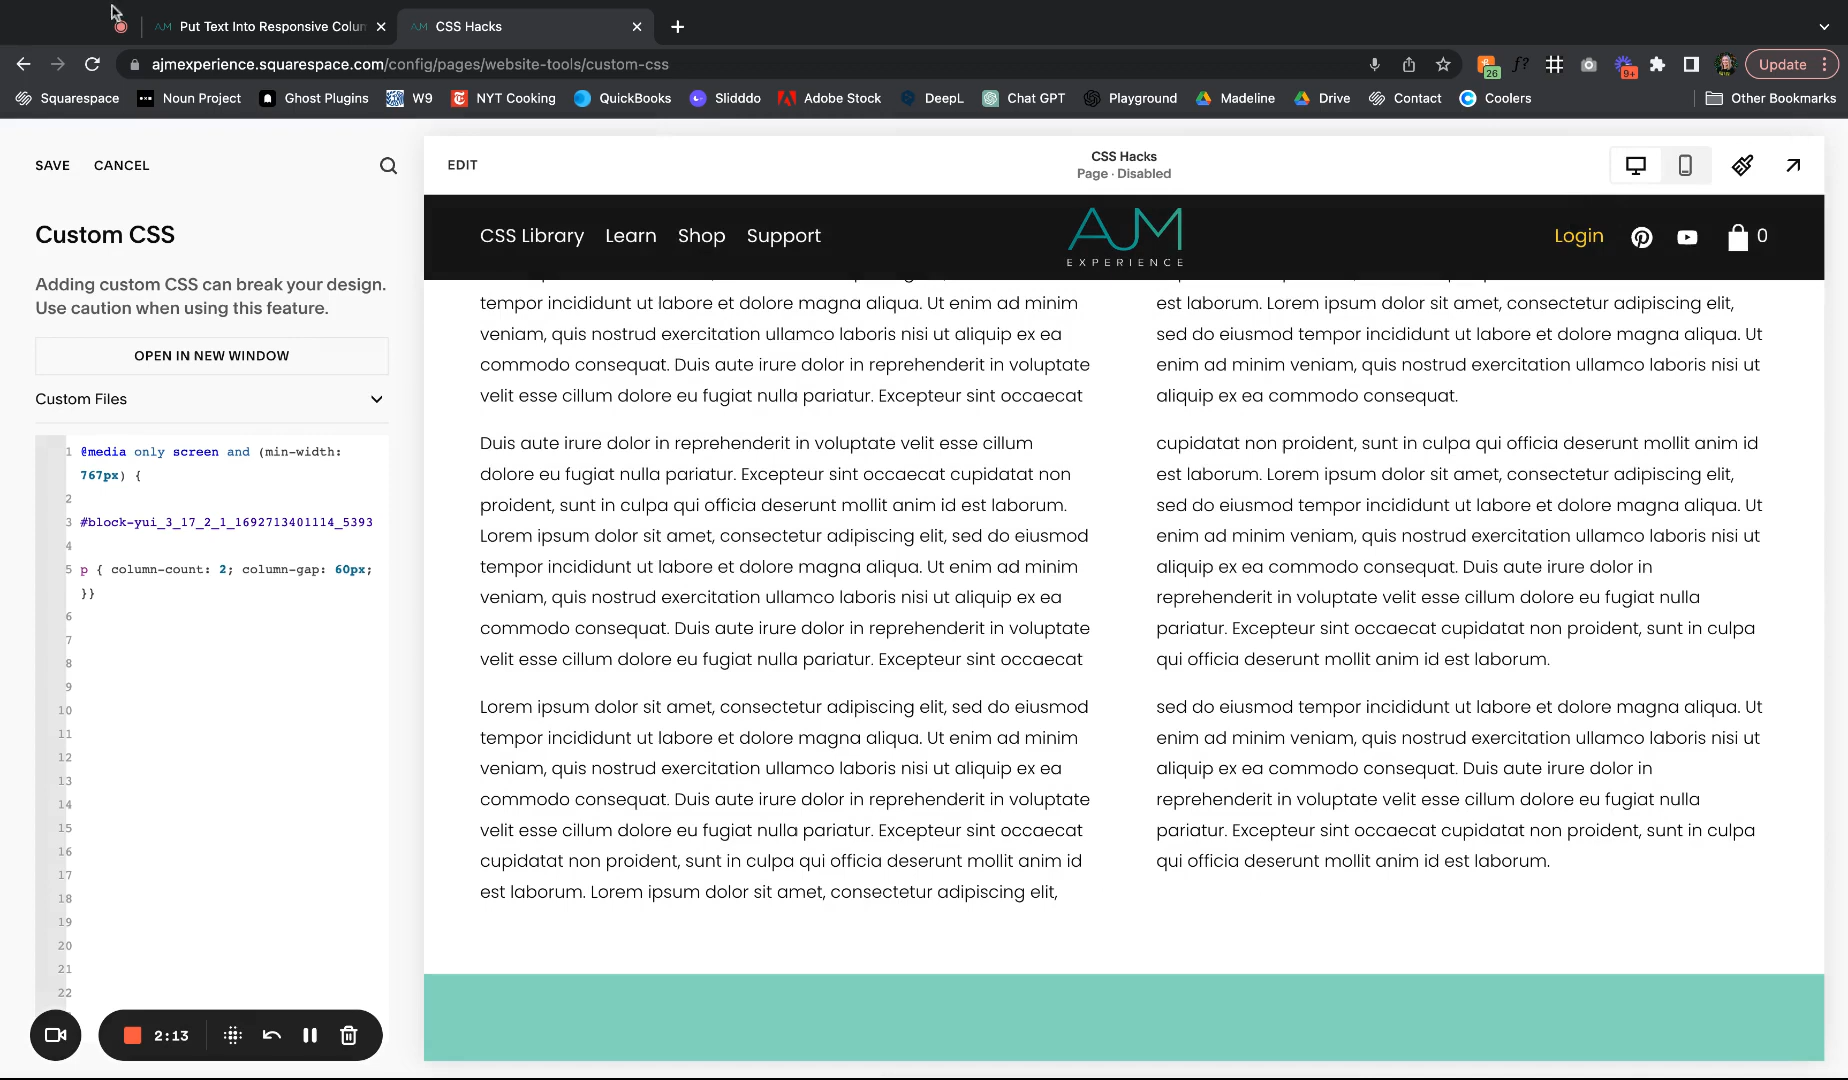 Put Text Into Responsive Colun
CSS Hacks
ajmexperience.squarespace.com/config/pages/website-tools/custom-css
f?
26
9+
Update
Squarespace
Noun Project
Ghost Plugins
W9
NYT Cooking
QuickBooks
Slidddo
Adobe Stock
DeepL
Chat GPT
Playground
Madeline
Drive
Contact
Coolers
Other Bookmarks
SAVE
CANCEL
Custom CSS
Adding custom CSS can break your design.
Use caution when using this feature.
OPEN IN NEW WINDOW
Custom Files
1 @media only screen and (min-width:
767px) {
2
3 #block-yui_3_17_2_1_1692713401114_5393
4
5 p { column-count: 2; column-gap: 60px;
}}
6
7
8
9
10
11
12
13
14
15
16
17
18
19
20
21
22
2:13
EDIT
CSS Hacks
Page · Disabled
CSS Library
Learn
Shop
Support
AJM
EXPERIENCE
Login
0
tempor incididunt ut labore et dolore magna aliqua. Ut enim ad minim
veniam, quis nostrud exercitation ullamco laboris nisi ut aliquip ex ea
commodo consequat. Duis aute irure dolor in reprehenderit in voluptate
velit esse cillum dolore eu fugiat nulla pariatur. Excepteur sint occaecat
est laborum. Lorem ipsum dolor sit amet, consectetur adipiscing elit,
sed do eiusmod tempor incididunt ut labore et dolore magna aliqua. Ut
enim ad minim veniam, quis nostrud exercitation ullamco laboris nisi ut
aliquip ex ea commodo consequat.
Duis aute irure dolor in reprehenderit in voluptate velit esse cillum
dolore eu fugiat nulla pariatur. Excepteur sint occaecat cupidatat non
proident, sunt in culpa qui officia deserunt mollit anim id est laborum.
Lorem ipsum dolor sit amet, consectetur adipiscing elit, sed do eiusmod
tempor incididunt ut labore et dolore magna aliqua. Ut enim ad minim
veniam, quis nostrud exercitation ullamco laboris nisi ut aliquip ex ea
commodo consequat. Duis aute irure dolor in reprehenderit in voluptate
velit esse cillum dolore eu fugiat nulla pariatur. Excepteur sint occaecat
cupidatat non proident, sunt in culpa qui officia deserunt mollit anim id
est laborum. Lorem ipsum dolor sit amet, consectetur adipiscing elit,
sed do eiusmod tempor incididunt ut labore et dolore magna aliqua. Ut
enim ad minim veniam, quis nostrud exercitation ullamco laboris nisi ut
aliquip ex ea commodo consequat. Duis aute irure dolor in
reprehenderit in voluptate velit esse cillum dolore eu fugiat nulla
pariatur. Excepteur sint occaecat cupidatat non proident, sunt in culpa
qui officia deserunt mollit anim id est laborum.
Lorem ipsum dolor sit amet, consectetur adipiscing elit, sed do eiusmod
tempor incididunt ut labore et dolore magna aliqua. Ut enim ad minim
veniam, quis nostrud exercitation ullamco laboris nisi ut aliquip ex ea
commodo consequat. Duis aute irure dolor in reprehenderit in voluptate
velit esse cillum dolore eu fugiat nulla pariatur. Excepteur sint occaecat
cupidatat non proident, sunt in culpa qui officia deserunt mollit anim id
est laborum. Lorem ipsum dolor sit amet, consectetur adipiscing elit,
sed do eiusmod tempor incididunt ut labore et dolore magna aliqua. Ut
enim ad minim veniam, quis nostrud exercitation ullamco laboris nisi ut
aliquip ex ea commodo consequat. Duis aute irure dolor in
reprehenderit in voluptate velit esse cillum dolore eu fugiat nulla
pariatur. Excepteur sint occaecat cupidatat non proident, sunt in culpa
qui officia deserunt mollit anim id est laborum.